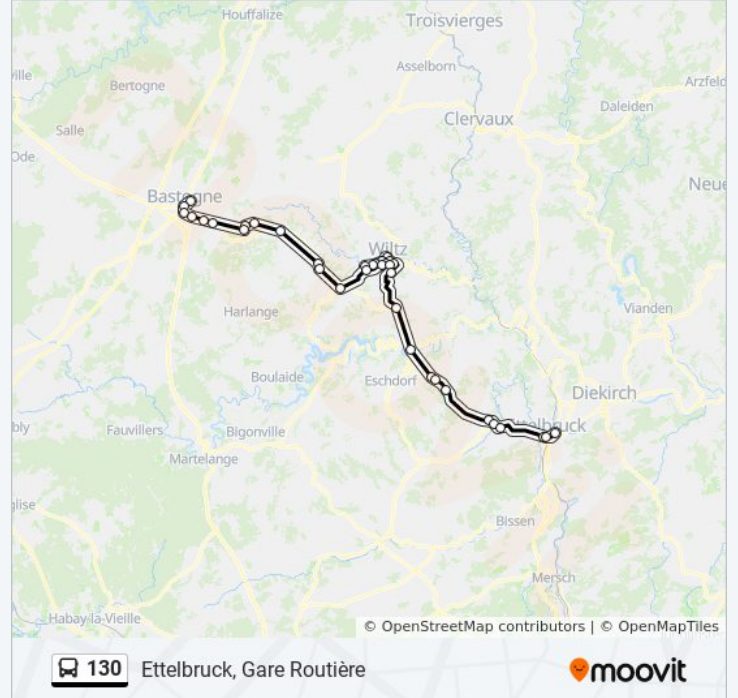 Houffalize
Troisvierges
Asselborn
ville
Bertogne
Arzfeld
Daleiden
Clervaux
Salle
Ode
Neue
Bastogne
Wiltz
Vianden
Harlange
Boulaide
Eschdorf
Diekirch
bly
Fauvillers
Bigonville
Martelange
glise
Bissen
Mersch
Habay-la-Vieille
© OpenStreetMap contributors | © OpenMapTiles
130 Ettelbruck, Gare Routière
moovit